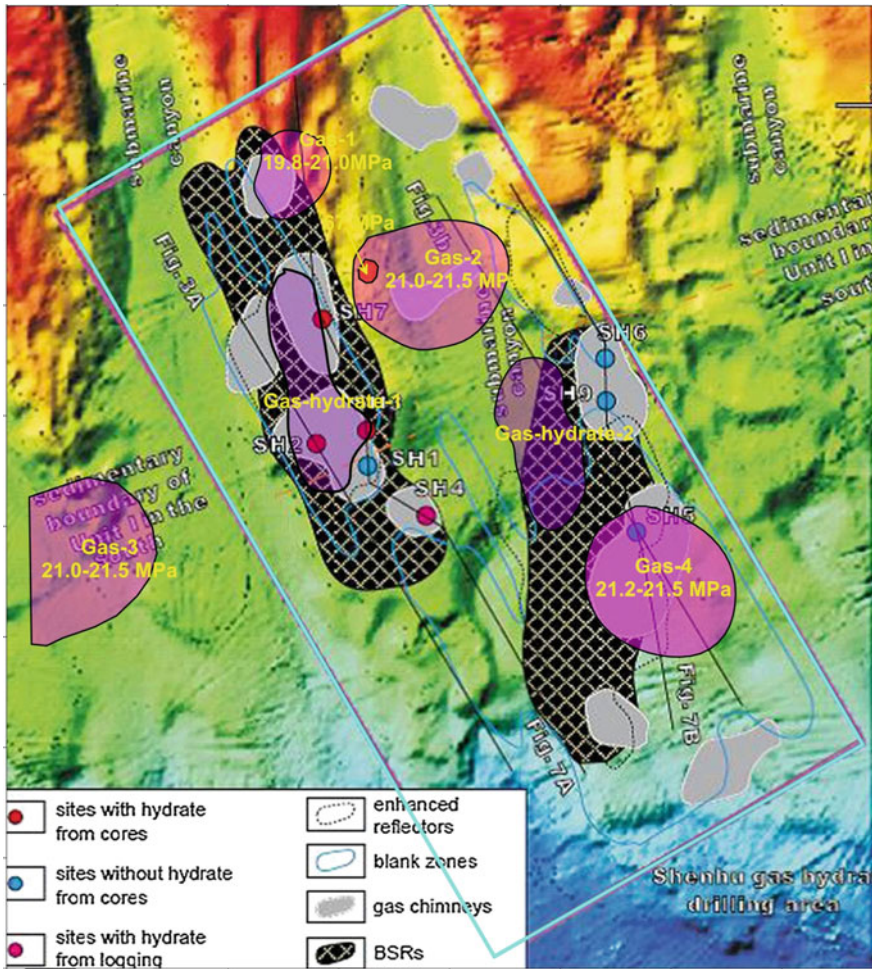 submarine
canyon
Gas-1
19.8-21.0MPa
MPa
Fig.3A
Gas-2
21.0-21.5 MP
submarine
canyon
sedimentary
boundary
Unit I in
south
SH7
SH6
SH9
Gas-hydrate-1
SH2
Gas-hydrate-2
SH1
SH4
SH5
sedimentary
boundary of
Unit I in the
Gas-3
21.0-21.5 MPa
Gas-4
21.2-21.5 MPa
Fig.7B
Fig.7A
Shenhu gas hydra
drilling area
sites with hydrate
from cores
sites without hydrate
from cores
sites with hydrate
from logging
enhanced
reflectors
blank zones
gas chimneys
BSRs